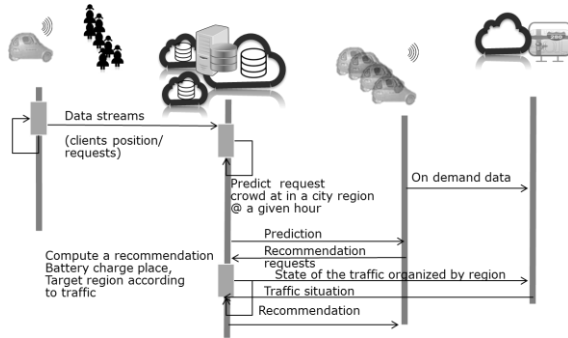 Data streams
(clients position/
requests)
Predict request
crowd at in a city region
@ a given hour
On demand data
Prediction
Recommendation
requests
Compute a recommendation
Battery charge place,
Target region according
to traffic
State of the traffic organized by region
Traffic situation
Recommendation